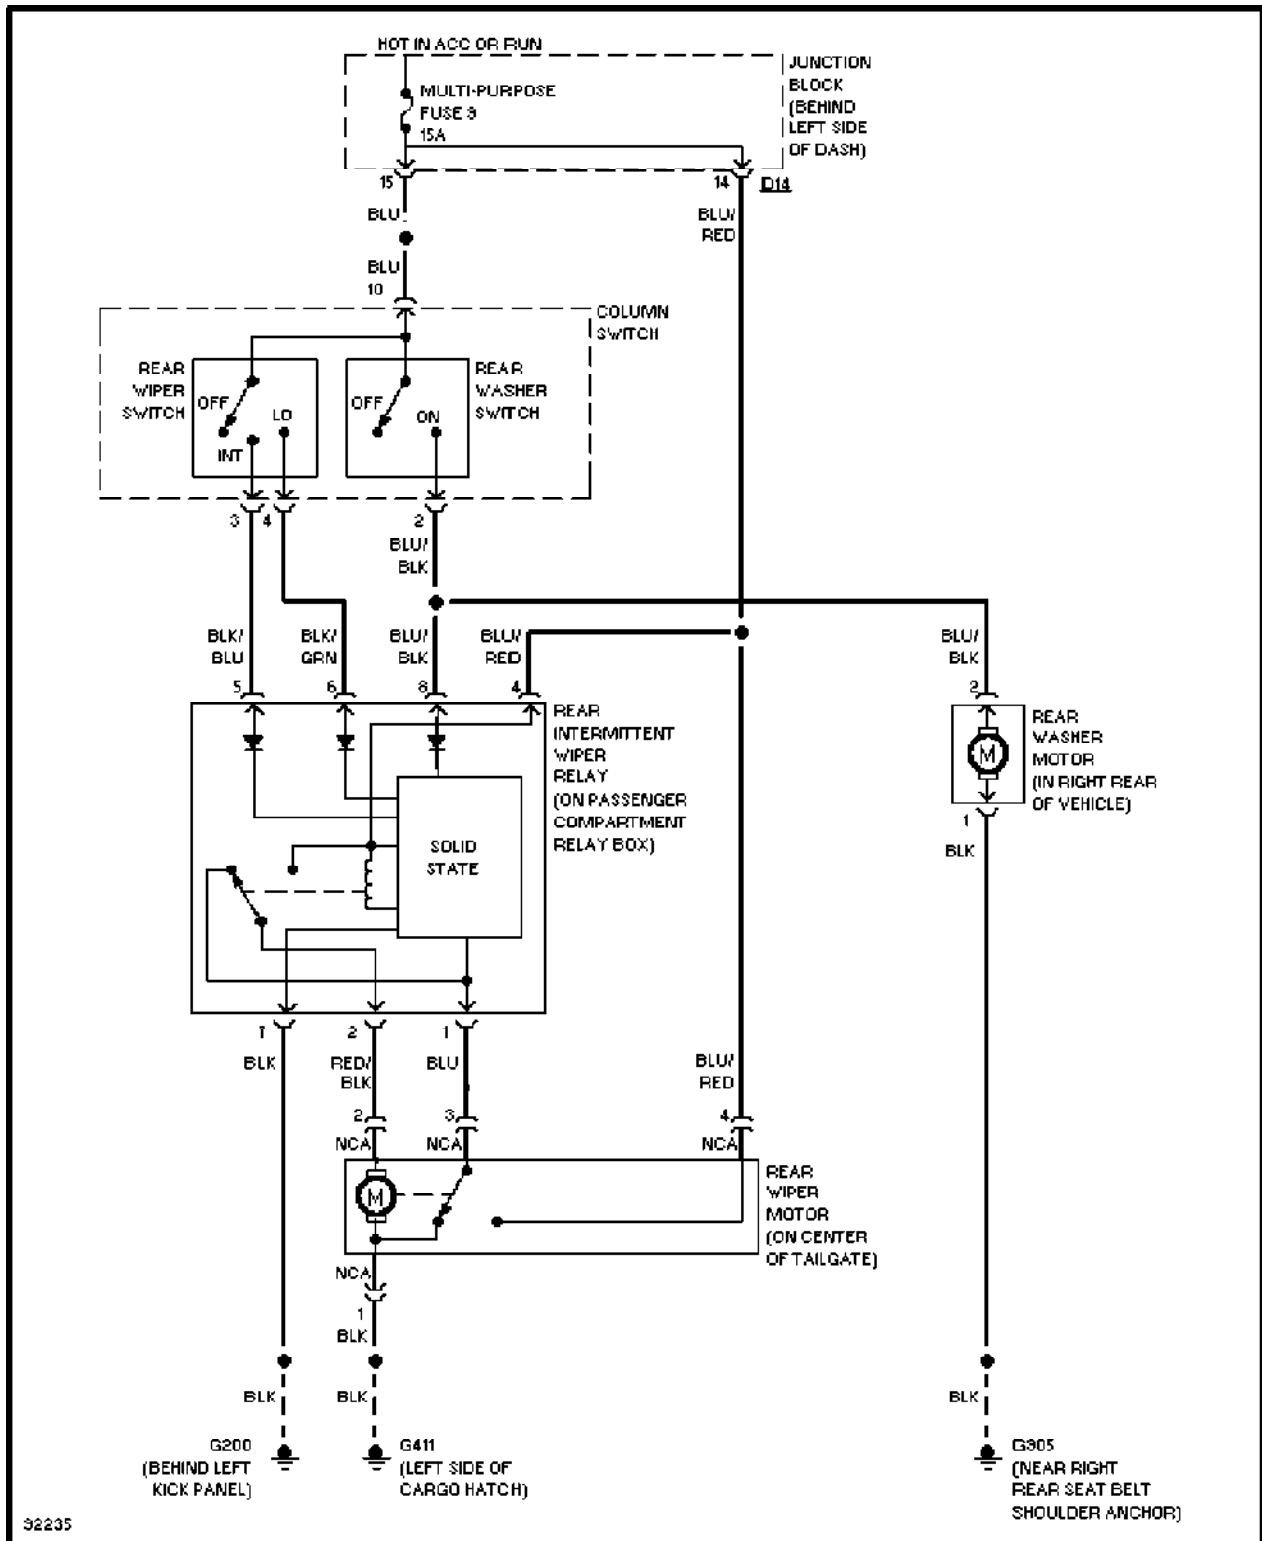 HOT IN ACC OR RUN
JUNCTION
BLOCK
(BEHIND
LEFT SIDE
OF DASH)
MULTI-PURPOSE
FUSE 9
15A
15
14
D14
BLU
BLU/
RED
BLU
10
COLUMN
SWITCH
REAR
WIPER
SWITCH
OFF
LO
INT
OFF
ON
REAR
WASHER
SWITCH
3
4
2
BLU/
BLK
BLK/
BLU
BLK/
GRN
BLU/
BLK
BLU/
RED
BLU/
BLK
5
6
8
4
2
REAR
INTERMITTENT
WIPER
RELAY
(ON PASSENGER
COMPARTMENT
RELAY BOX)
SOLID
STATE
M
REAR
WASHER
MOTOR
(IN RIGHT REAR
OF VEHICLE)
1
BLK
2
1
BLK
RED/
BLK
BLU
BLU/
RED
2
3
4
NCA
NCA
NCA
M
REAR
WIPER
MOTOR
(ON CENTER
OF TAILGATE)
NCA
1
BLK
BLK
BLK
BLK
G200
(BEHIND LEFT
KICK PANEL)
G411
(LEFT SIDE OF
CARGO HATCH)
(NEAR RIGHT
REAR SEAT BELT
SHOULDER ANCHOR)
92235